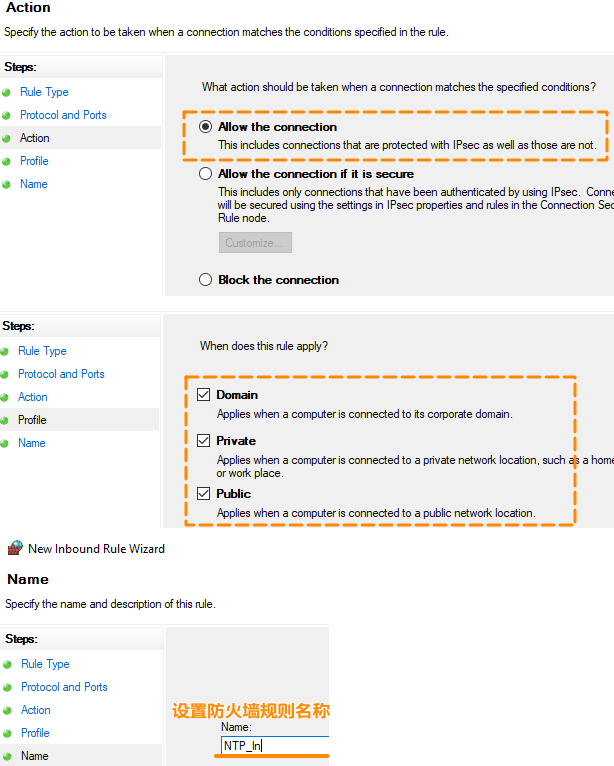 Action
Specify the action to be taken when a connection matches the conditions specified in the rule.
Steps:
Rule Type
Protocol and Ports
Action
Profile
Name
What action should be taken when a connection matches the specified conditions?
Allow the connection
This includes connections that are protected with IPsec as well as those are not.
Allow the connection if it is secure
This includes only connections that have been authenticated by using IPsec. Conne
will be secured using the settings in IPsec properties and rules in the Connection Sec
Rule node.
Customize...
Block the connection
Steps:
Rule Type
Protocol and Ports
Action
Profile
Name
When does this rule apply?
Domain
Applies when a computer is connected to its corporate domain.
Private
Applies when a computer is connected to a private network location, such as a home
or work place.
Public
Applies when a computer is connected to a public network location.
New Inbound Rule Wizard
Name
Specify the name and description of this rule.
Steps:
Rule Type
Protocol and Ports
Action
Profile
Name
设置防火墙规则名称
Name:
NTP_In